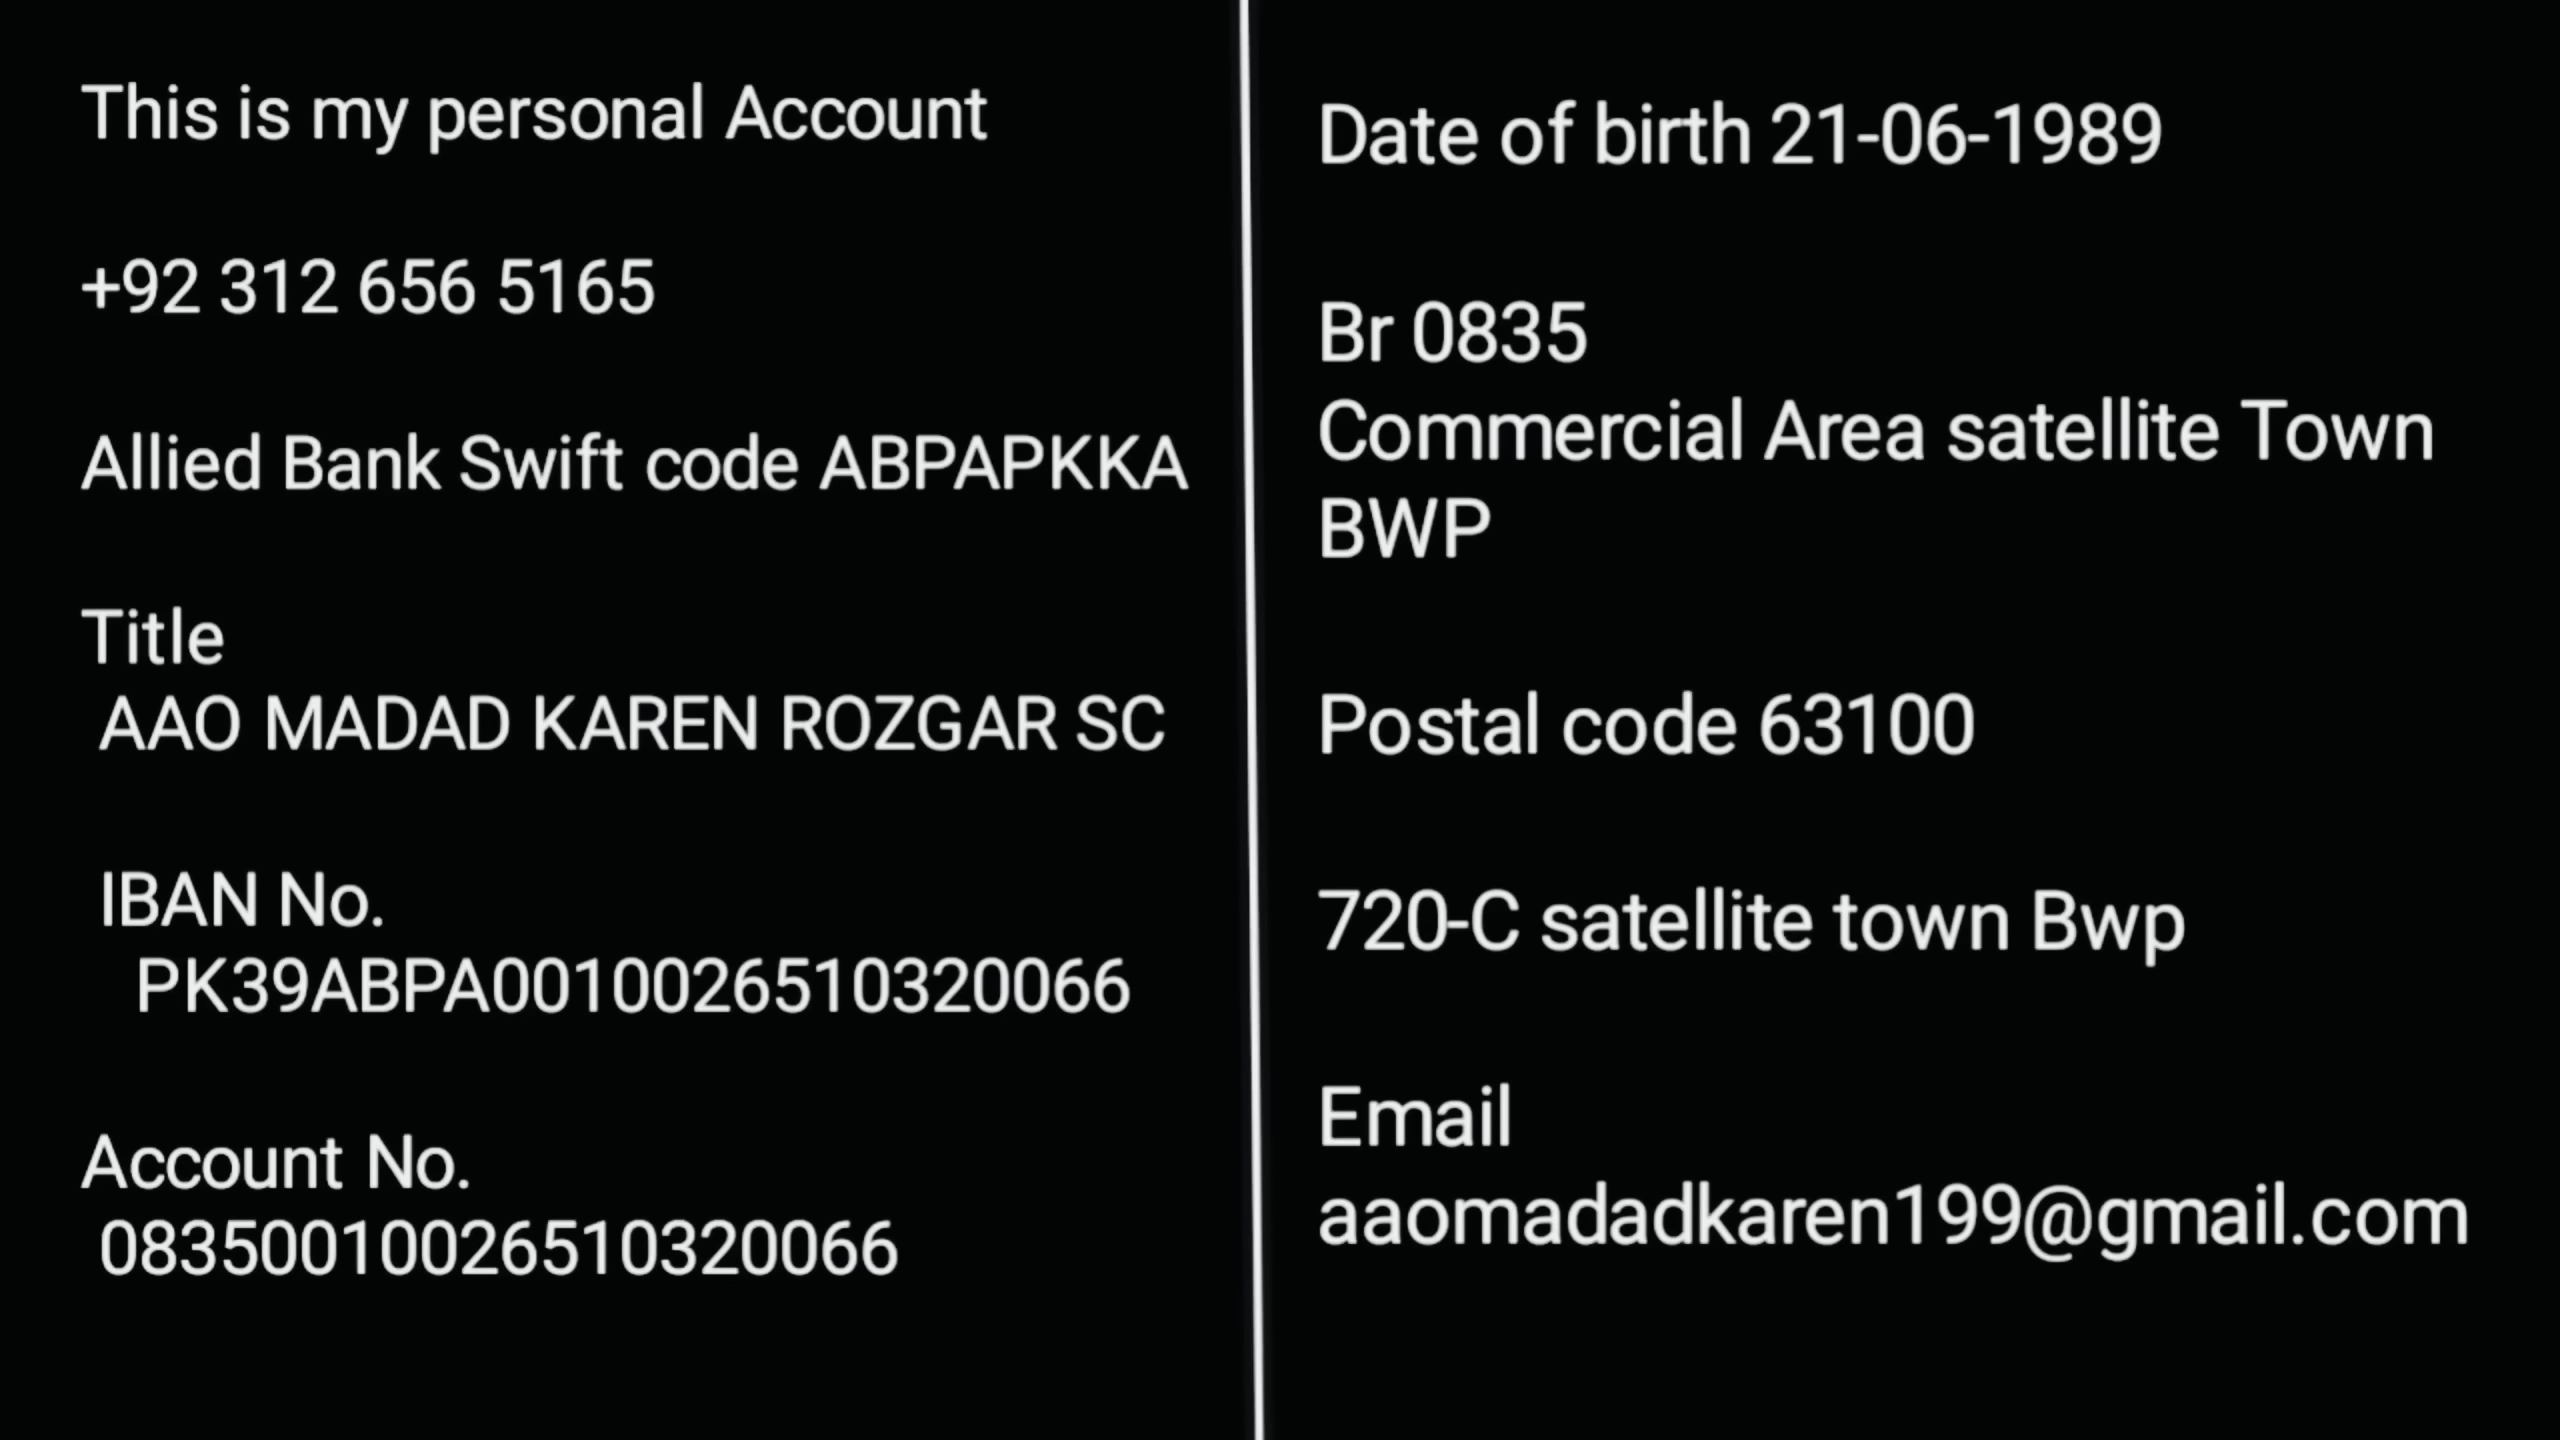 This is my personal Account
+92 312 656 5165
Allied Bank Swift code ABPAPKKA
Title
AAO MADAD KAREN ROZGAR SC
IBAN No.
PK39ABPA0010026510320066
Account No.
08350010026510320066
Date of birth 21-06-1989
Br 0835
Commercial Area satellite Town
BWP
Postal code 63100
720-C satellite town Bwp
Email
aaomadadkaren199@gmail.com